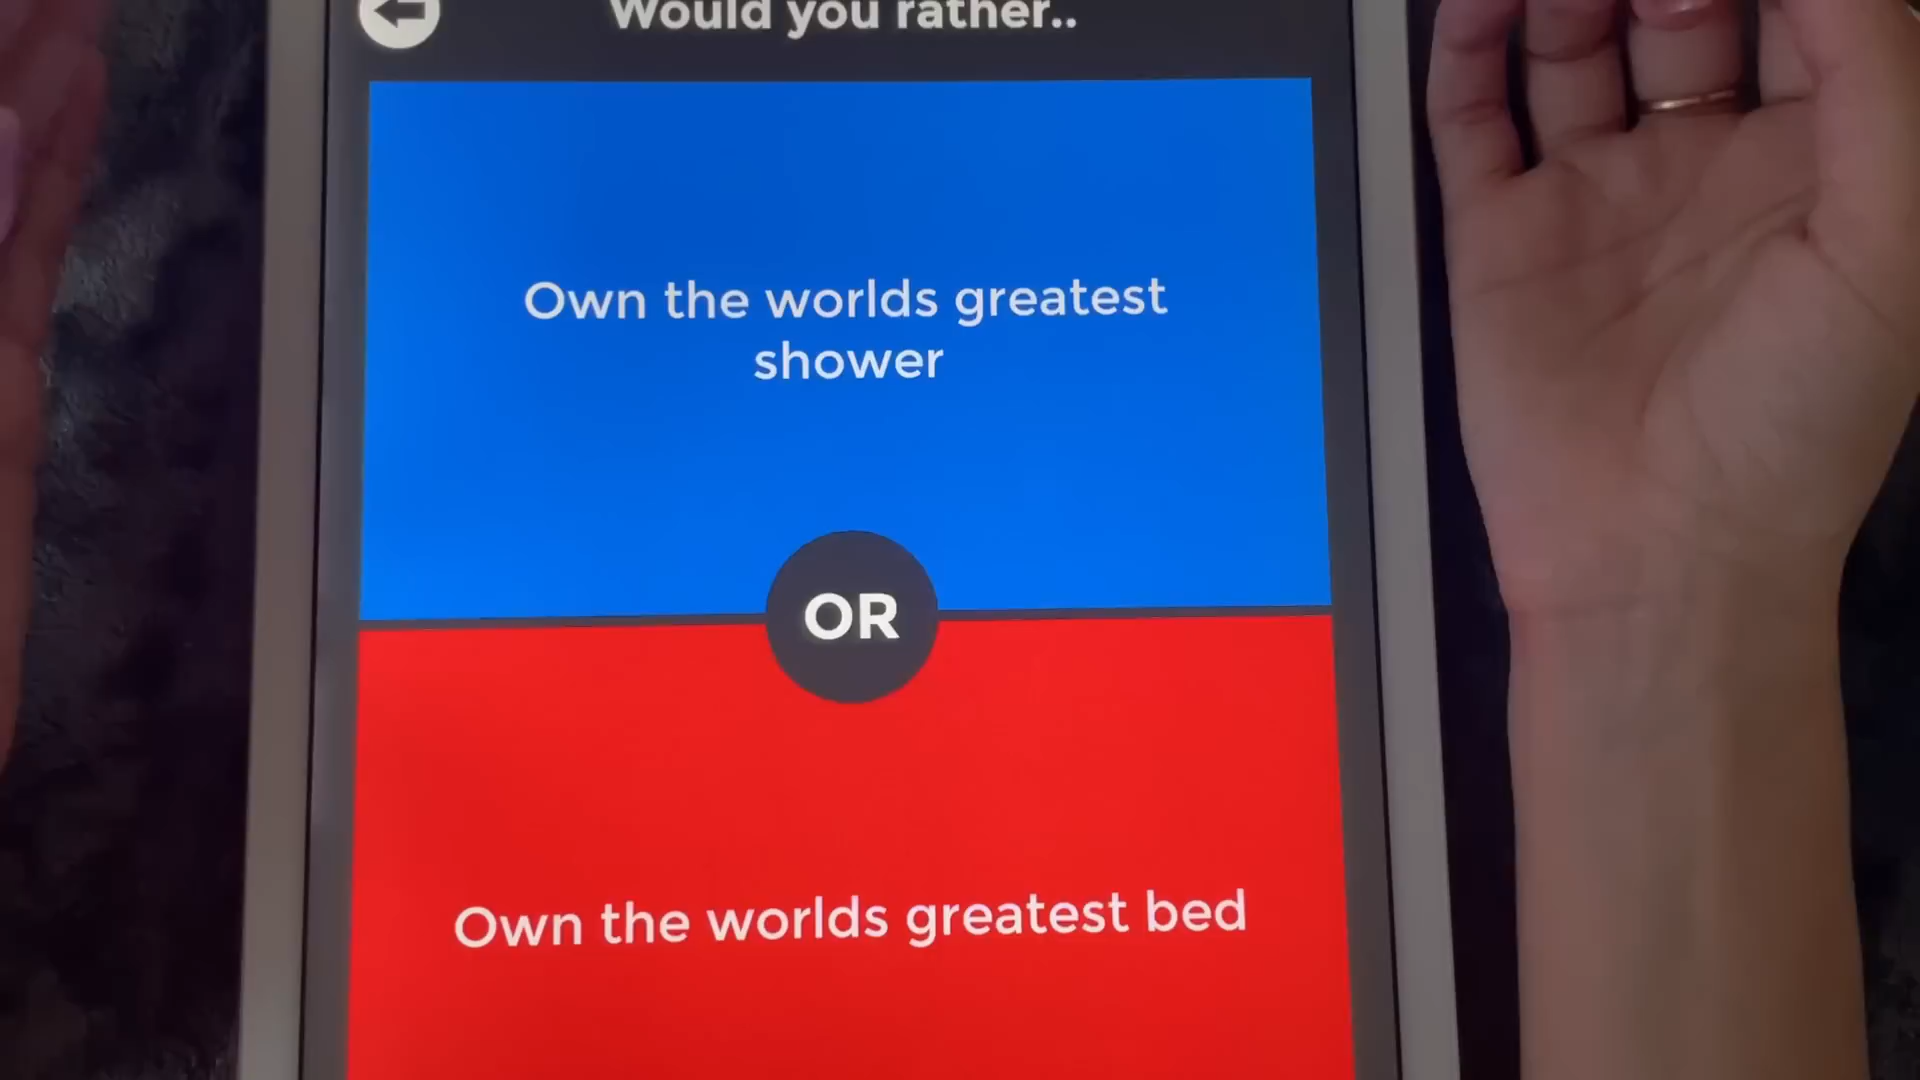 Would you rather..
Own the worlds greatest
shower
OR
Own the worlds greatest bed